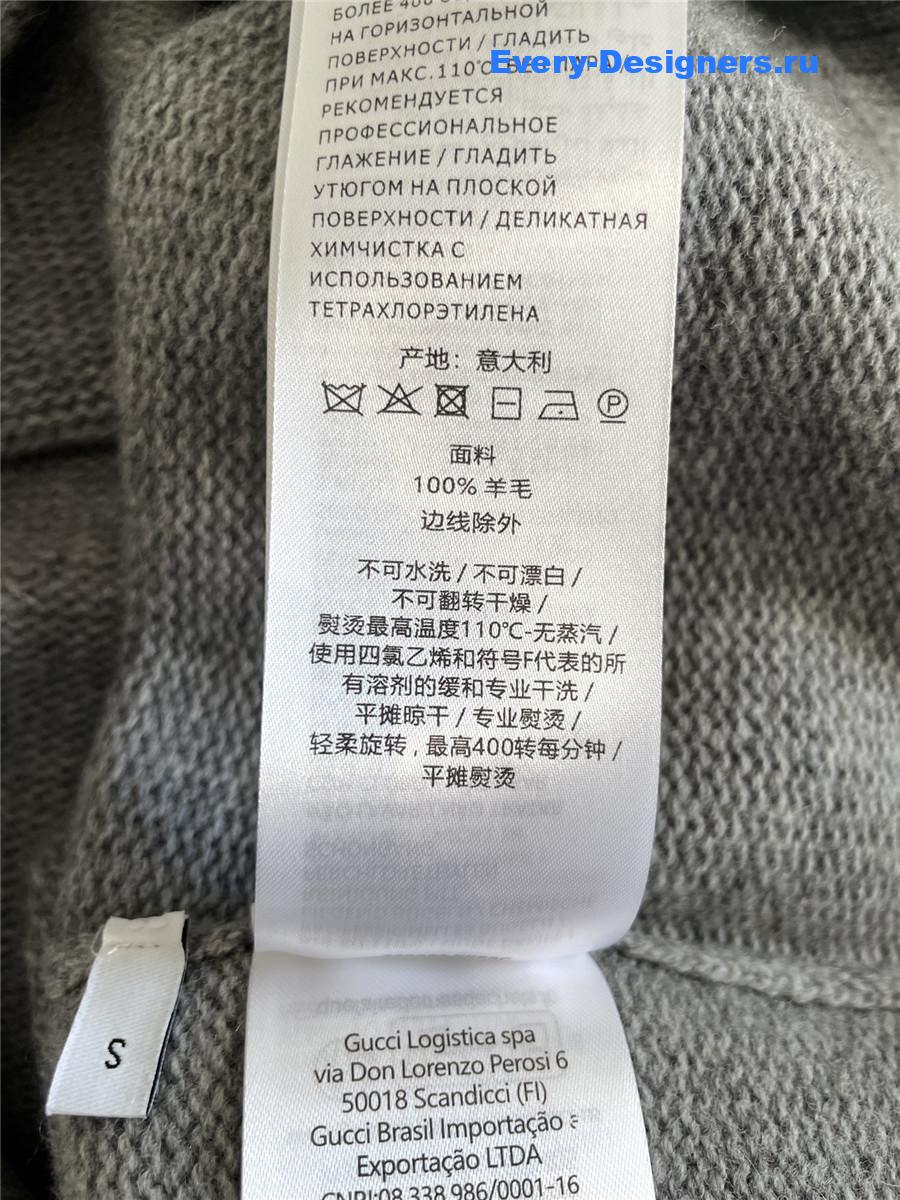 БОЛЕЕ 400
НА ГОРИЗОНТАЛЬНОЙ
ПОВЕРХНОСТИ / ГЛАДИТЬ
Every-Designers.ru
ПРИ МАКС.110°C
РЕКОМЕНДУЕТСЯ
ПРОФЕССИОНАЛЬНОЕ
ГЛАЖЕНИЕ / ГЛАДИТЬ
УТЮГОМ НА ПЛОСКОЙ
ПОВЕРХНОСТИ / ДЕЛИКАТНАЯ
ХИМЧИСТКА С
ИСПОЛЬЗОВАНИЕМ
ТЕТРАХЛОРЭТИЛЕНА
产地：意大利
P
面料
100% 羊毛
边线除外
不可水洗 / 不可漂白 /
不可翻转干燥 /
熨烫最高温度110℃-无蒸汽 /
使用四氯乙烯和符号F代表的所
有溶剂的缓和专业干洗 /
平摊晾干 / 专业熨烫 /
轻柔旋转 , 最高400转每分钟 /
平摊熨烫
S
Gucci Logistica spa
via Don Lorenzo Perosi 6
50018 Scandicci (FI)
Gucci Brasil Importação e
Exportação LTDA
CNPJ:08.338.986/0001-16